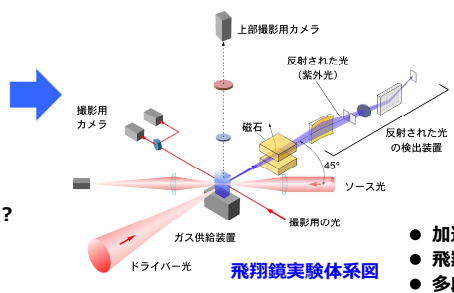 上部撮影用カメラ
反射された光
(紫外光)
撮影用
カメラ
磁石
反射された光
の検出装置
45°
ソース光
?
撮影用の光
ガス供給装置
ドライバー光
飛翔鏡実験体系図
● 加
● 飛
● 多